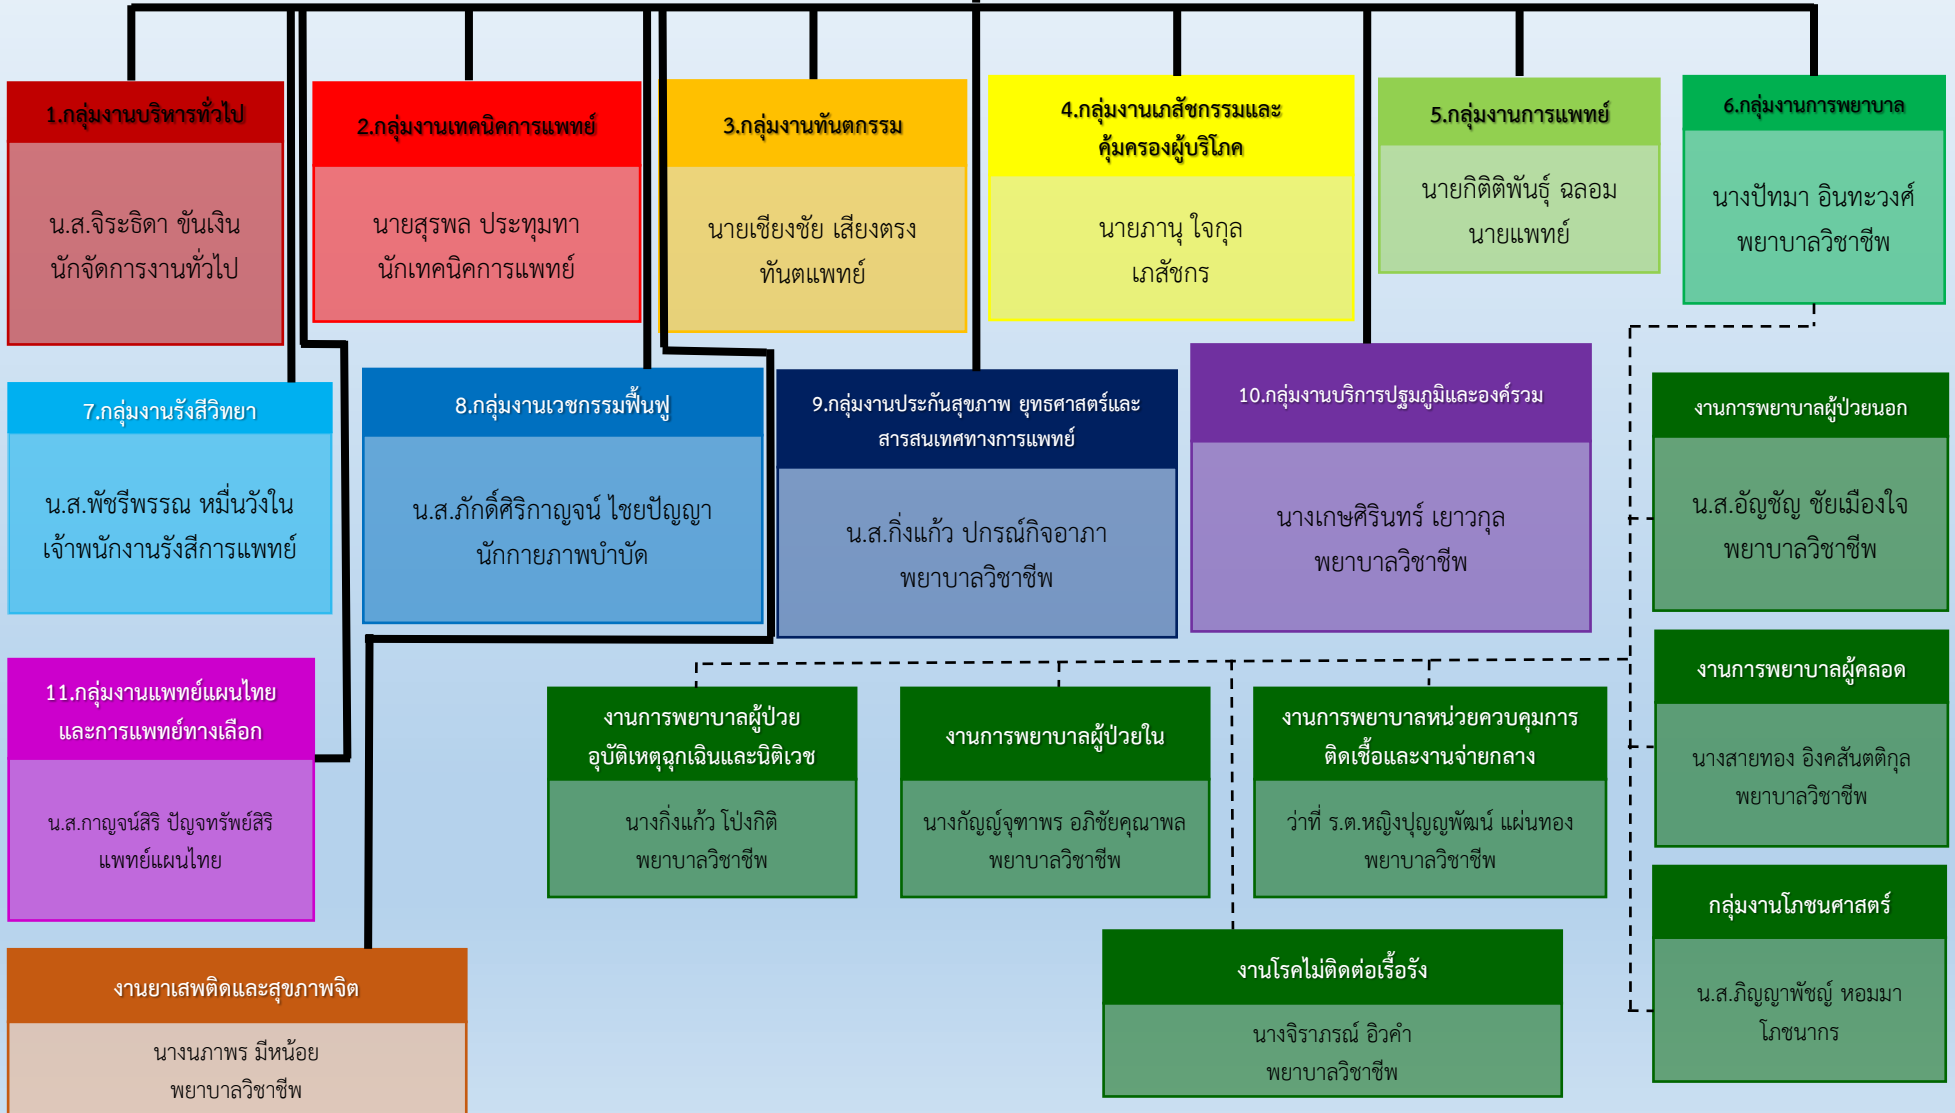 1.กลุ่มงานบริหารทั่วไป
น.ส.จิระธิดา ขันเงิน
นักจัดการงานทั่วไป
2.กลุ่มงานเทคนิคการแพทย์
นายสุรพล ประทุมทา
นักเทคนิคการแพทย์
3.กลุ่มงานทันตกรรม
นายเชียงชัย เสียงตรง
ทันตแพทย์
4.กลุ่มงานเภสัชกรรมและ
คุ้มครองผู้บริโภค
นายภานุ ใจกุล
เภสัชกร
5.กลุ่มงานการแพทย์
นายกิติติพันธุ์ ฉลอม
นายแพทย์
6.กลุ่มงานการพยาบาล
นางปัทมา อินทะวงศ์
พยาบาลวิชาชีพ
7.กลุ่มงานรังสีวิทยา
น.ส.พัชรีพรรณ หมื่นวังใน
เจ้าพนักงานรังสีการแพทย์
8.กลุ่มงานเวชกรรมฟื้นฟู
น.ส.ภักดิ์ศิริกาญจน์ ไชยปัญญา
นักกายภาพบำบัด
9.กลุ่มงานประกันสุขภาพ ยุทธศาสตร์และ
สารสนเทศทางการแพทย์
น.ส.กิ่งแก้ว ปกรณ์กิจอาภา
พยาบาลวิชาชีพ
10.กลุ่มงานบริการปฐมภูมิและองค์รวม
นางเกษศิรินทร์ เยาวกุล
พยาบาลวิชาชีพ
งานการพยาบาลผู้ป่วยนอก
น.ส.อัญชัญ ชัยเมืองใจ
พยาบาลวิชาชีพ
11.กลุ่มงานแพทย์แผนไทย
และการแพทย์ทางเลือก
น.ส.กาญจน์สิริ ปัญจทรัพย์สิริ
แพทย์แผนไทย
งานการพยาบาลผู้ป่วย
อุบัติเหตุฉุกเฉินและนิติเวช
นางกิ่งแก้ว โป่งกิติ
พยาบาลวิชาชีพ
งานการพยาบาลผู้ป่วยใน
นางกัญญ์จุฑาพร อภิชัยคุณาพล
พยาบาลวิชาชีพ
งานการพยาบาลหน่วยควบคุมการ
ติดเชื้อและงานจ่ายกลาง
ว่าที่ ร.ต.หญิงปุญญพัฒน์ แผ่นทอง
พยาบาลวิชาชีพ
งานการพยาบาลผู้คลอด
นางสายทอง อิงคสันตติกุล
พยาบาลวิชาชีพ
กลุ่มงานโภชนศาสตร์
น.ส.ภิญญาพัชญ์ หอมมา
โภชนากร
งานยาเสพติดและสุขภาพจิต
นางนภาพร มีหน้อย
พยาบาลวิชาชีพ
งานโรคไม่ติดต่อเรื้อรัง
นางจิราภรณ์ อิวคำ
พยาบาลวิชาชีพ